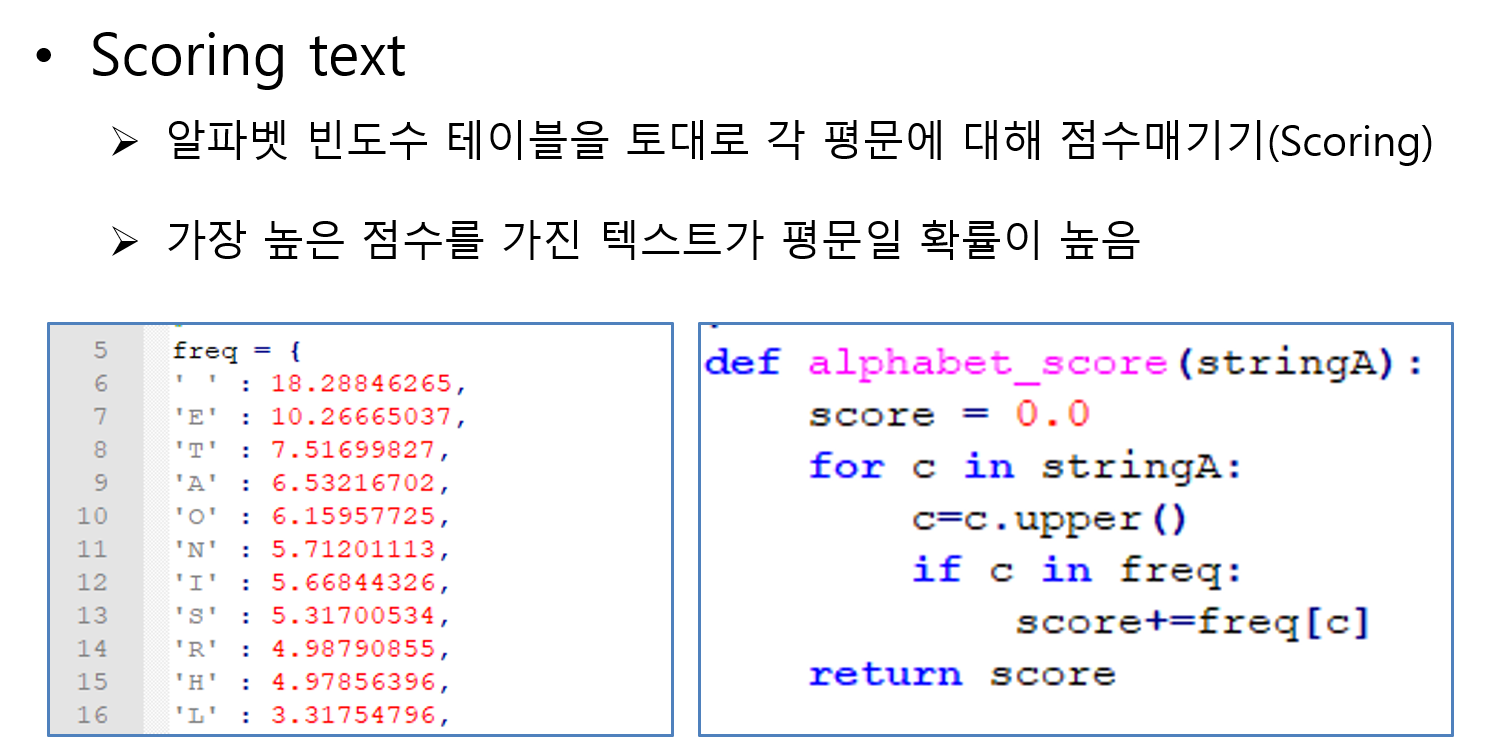 • Scoring text
➢ 알파벳 빈도수 테이블을 토대로 각 평문에 대해 점수매기기(Scoring)
➢ 가장 높은 점수를 가진 텍스트가 평문일 확률이 높음
5 freq = {
6 ' ' : 18.28846265,
7 'E' : 10.26665037,
8 'T' : 7.51699827,
9 'A' : 6.53216702,
10 'O' : 6.15957725,
11 'N' : 5.71201113,
12 'I' : 5.66844326,
13 'S' : 5.31700534,
14 'R' : 4.98790855,
15 'H' : 4.97856396,
16 'L' : 3.31754796,
def alphabet_score(stringA):
    score = 0.0
    for c in stringA:
        c=c.upper()
        if c in freq:
            score+=freq[c]
    return score